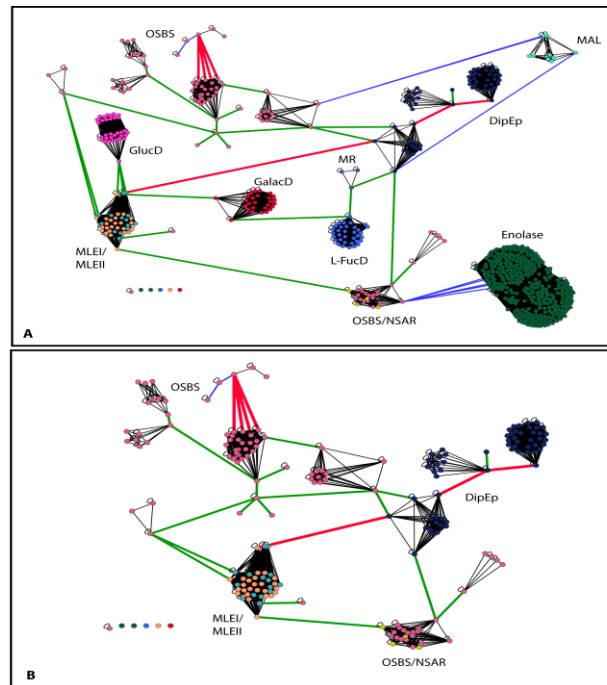 OSBS
MAL
DipEp
GlucD
MR
GalacD
Enolase
L-FucD
MLEI/
MLEII
OSBS/NSAR
A
OSBS
DipEp
MLEI/
MLEII
OSBS/NSAR
B